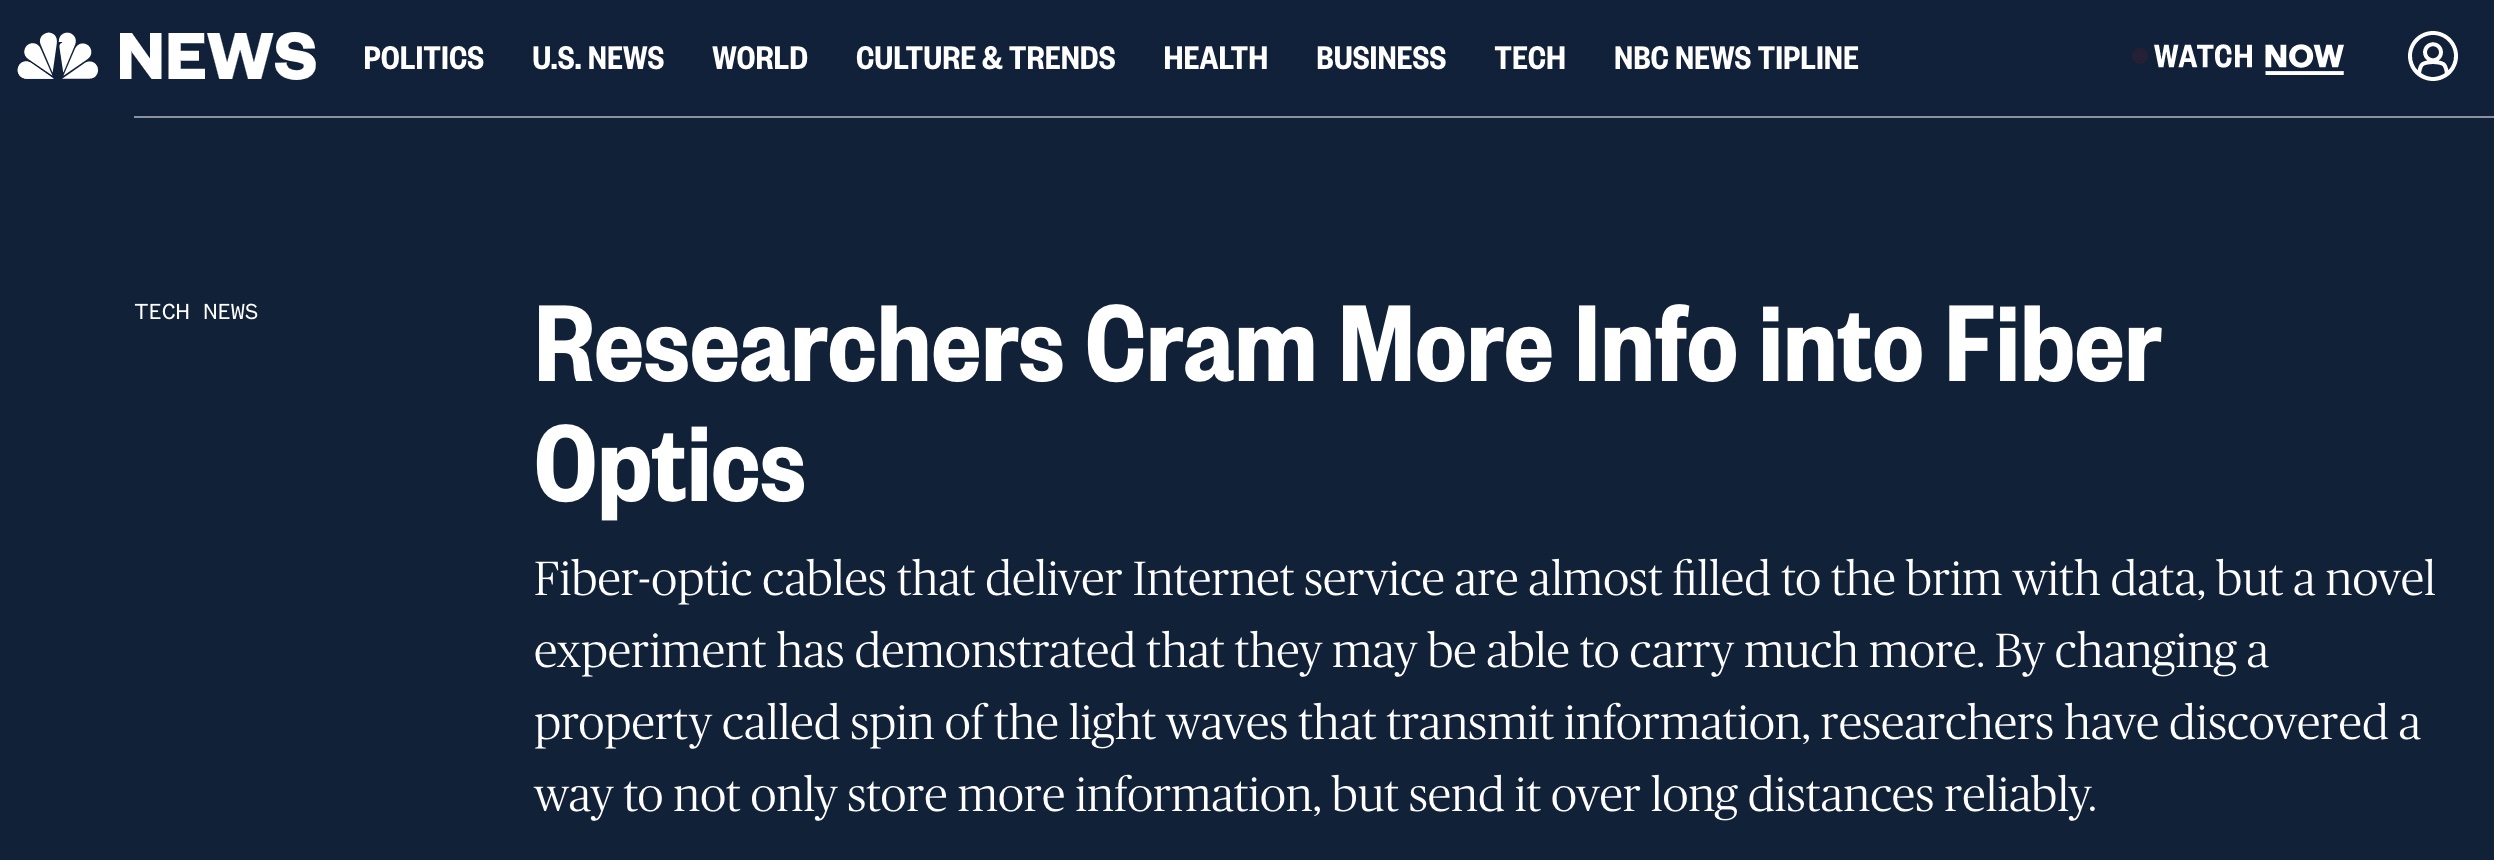 NEWS POLITICS U.S. NEWS WORLD CULTURE & TRENDS HEALTH BUSINESS TECH NBC NEWS TIPLINE WATCH NOW
TECH NEWS
Researchers Cram More Info into Fiber
Optics
Fiber-optic cables that deliver Internet service are almost filled to the brim with data, but a novel
experiment has demonstrated that they may be able to carry much more. By changing a
property called spin of the light waves that transmit information, researchers have discovered a
way to not only store more information, but send it over long distances reliably.